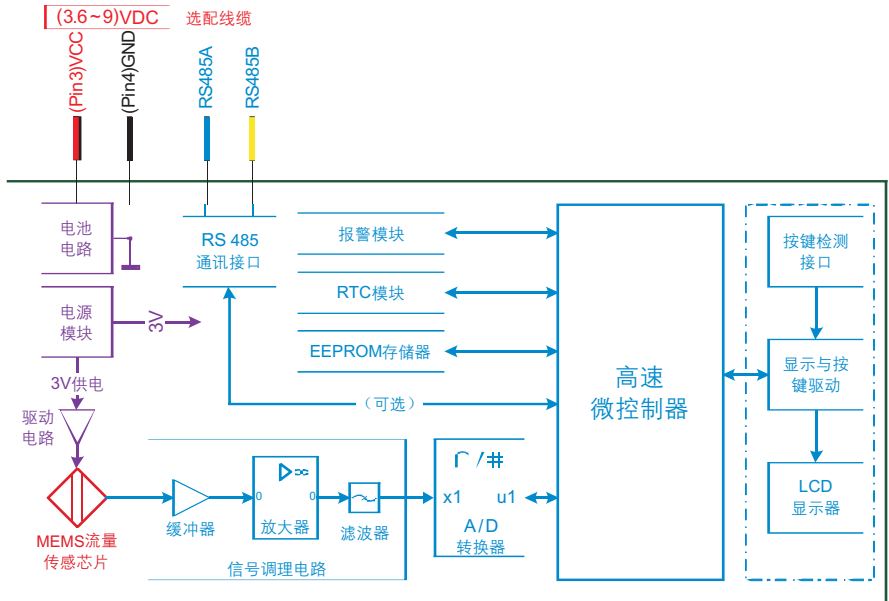 (3.6~9)VDC 选配线缆
(Pin3)VCC
(Pin4)GND
RS485A
RS485B
电池
电路
RS 485
通讯接口
报警模块
按键检测
接口
RTC模块
电源
模块
3V
EEPROM存储器
高速
微控制器
显示与按
键驱动
3V供电
(可选)
驱动
电路
x1 u1
A/D
转换器
0 0
缓冲器
放大器
滤波器
LCD
显示器
MEMS流量
传感芯片
信号调理电路